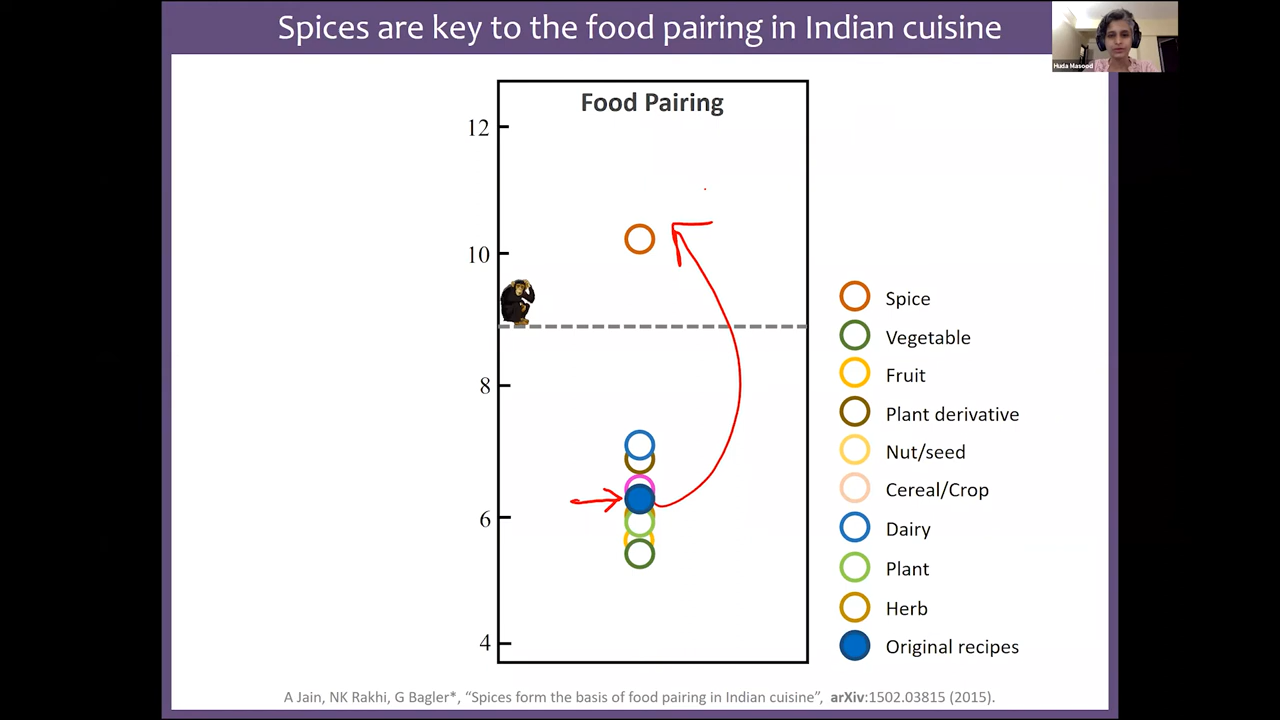 Spices are key to the food pairing in Indian cuisine
Huda Masood
Food Pairing
12
10
8
6
4
Spice
Vegetable
Fruit
Plant derivative
Nut/seed
Cereal/Crop
Dairy
Plant
Herb
Original recipes
A Jain, NK Rakhi, G Bagler*, “Spices form the basis of food pairing in Indian cuisine”, arXiv:1502.03815 (2015).